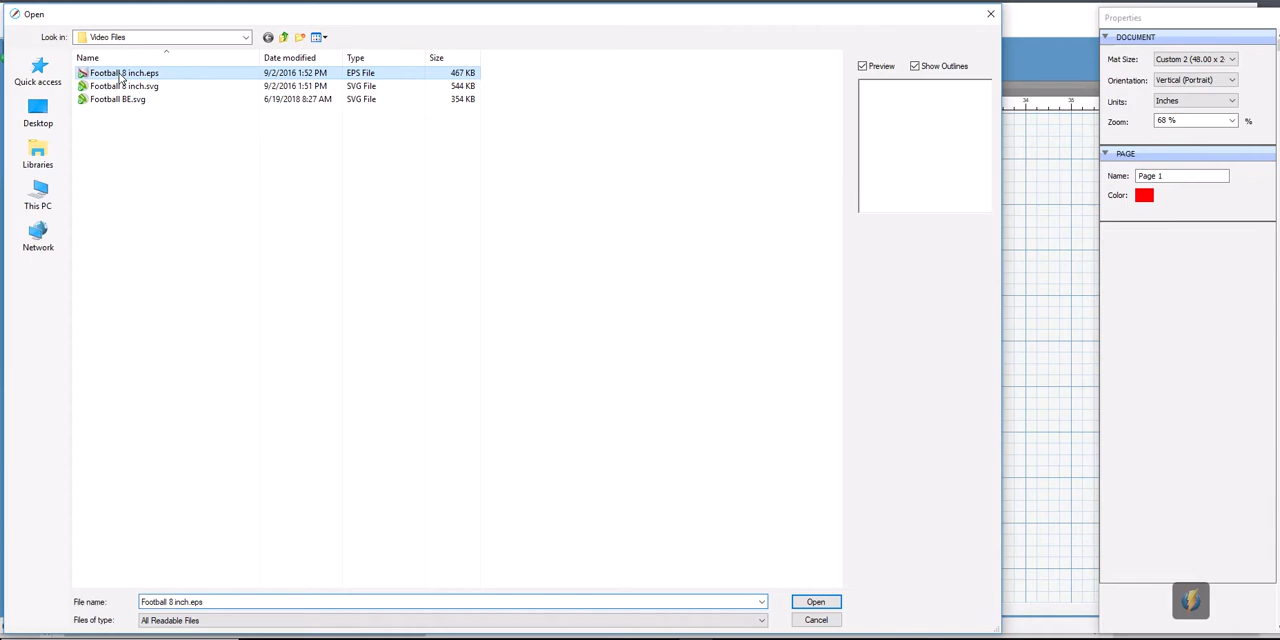 Open
Look in: Video Files
Name Date modified Type Size
Football 8 inch.eps 9/2/2016 1:52 PM EPS File 467 KB
Football 8 inch.svg 9/2/2016 1:51 PM SVG File 544 KB
Football BE.svg 6/19/2018 8:27 AM SVG File 354 KB
Quick access
Desktop
Libraries
This PC
Network
Preview Show Outlines
File name: Football 8 inch.eps Open
Files of type: All Readable Files Cancel
34 35
Properties
DOCUMENT
Mat Size: Custom 2 (48.00 x 2
Orientation: Vertical (Portrait)
Units: Inches
Zoom: 68 % %
PAGE
Name: Page 1
Color: